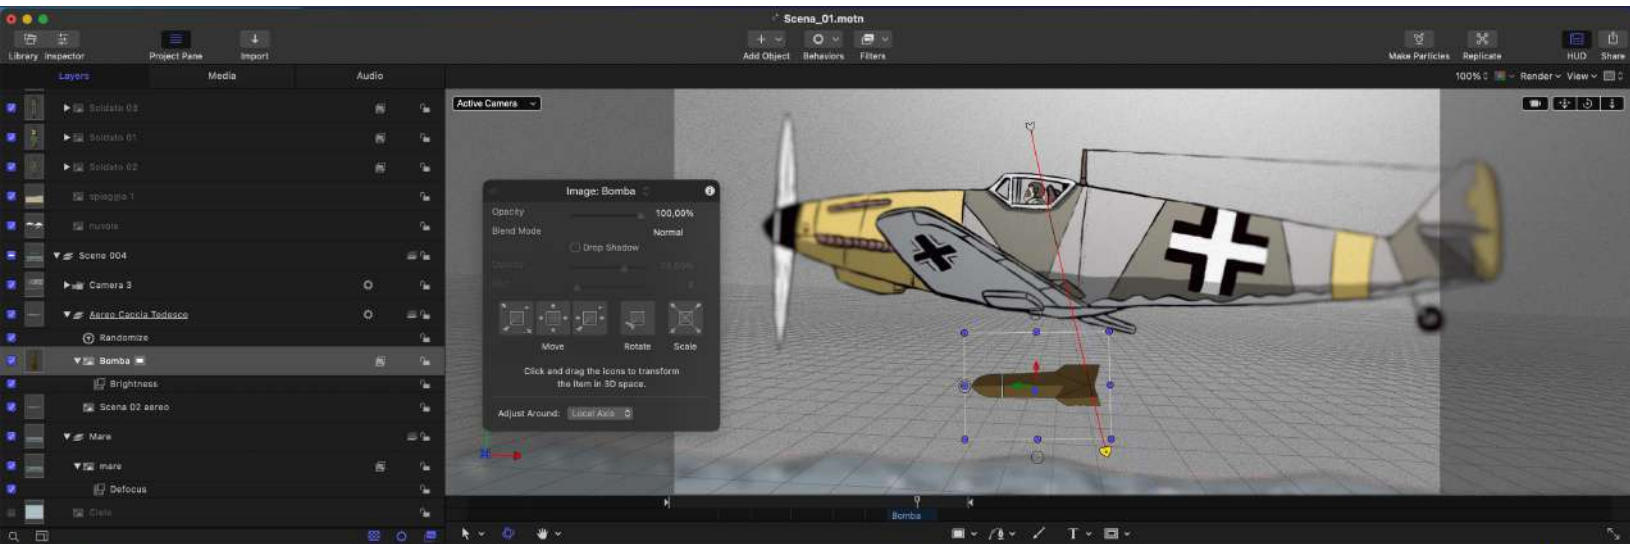 Scena_01.motn
Library Inspector Project Pane Import Add Object Behaviors Filters Make Particles Replicate HUD Share
Layers Media Audio
100% Render View
Active Camera
Soldato 03
Soldato 01
Soldato 02
spiaggia 1
nuvole
Scene 004
Camera 3
Aereo Caccia Tedesco
Randomize
Bomba
Brightness
Scena 02 aereo
Mare
mare
Defocus
Cielo
Image: Bomba
Opacity 100,00%
Blend Mode Normal
Drop Shadow
Opacity
Blur
Move Rotate Scale
Click and drag the icons to transform
the item in 3D space.
Adjust Around: Local Axis
Bomba
T